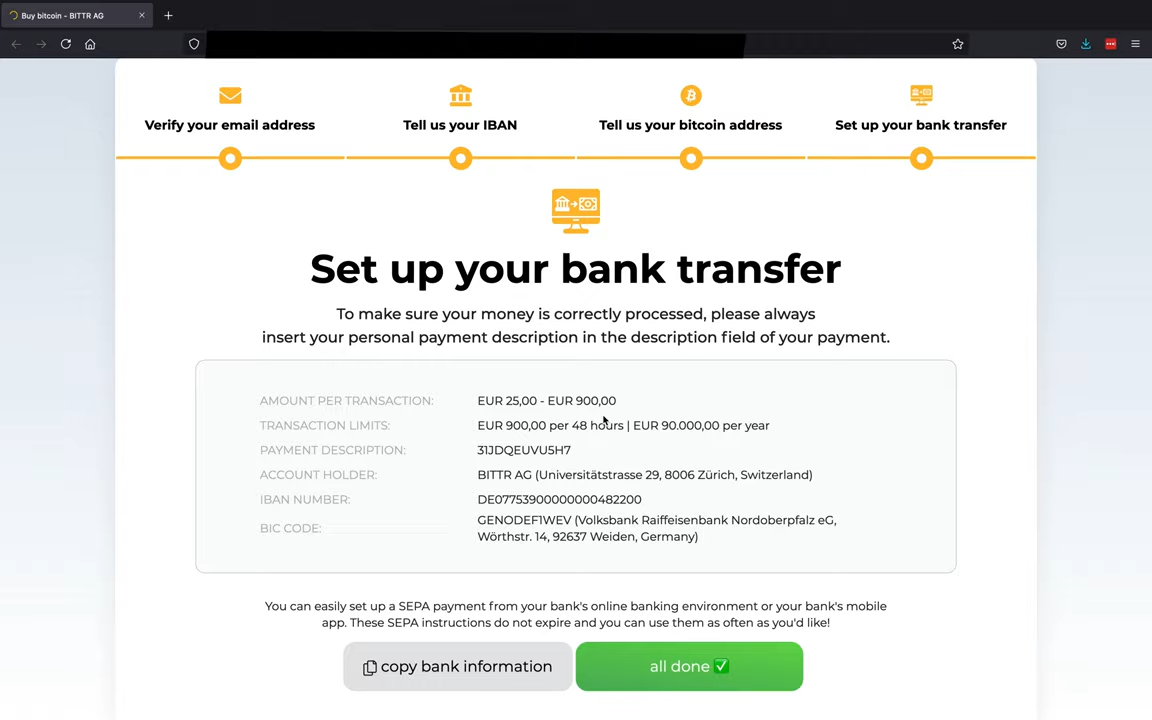 Buy bitcoin - BITTR AG
Verify your email address
Tell us your IBAN
Tell us your bitcoin address
Set up your bank transfer
Set up your bank transfer
To make sure your money is correctly processed, please always
insert your personal payment description in the description field of your payment.
AMOUNT PER TRANSACTION: EUR 25,00 - EUR 900,00
TRANSACTION LIMITS: EUR 900,00 per 48 hours | EUR 90.000,00 per year
PAYMENT DESCRIPTION: 31JDQEUVU5H7
ACCOUNT HOLDER: BITTR AG (Universitätstrasse 29, 8006 Zürich, Switzerland)
IBAN NUMBER: DE07753900000000482200
BIC CODE: GENODEF1WEV (Volksbank Raiffeisenbank Nordoberpfalz eG,
Wörthstr. 14, 92637 Weiden, Germany)
You can easily set up a SEPA payment from your bank's online banking environment or your bank's mobile
app. These SEPA instructions do not expire and you can use them as often as you'd like!
copy bank information
all done ✅